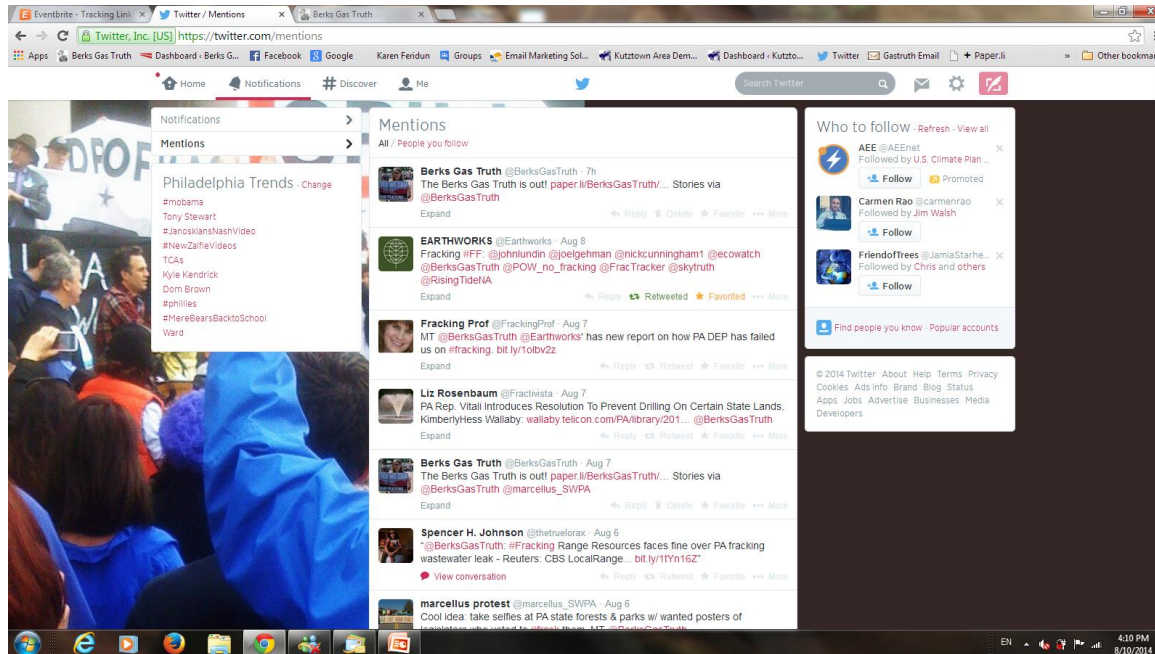 Eventbrite - Tracking Link
Twitter / Mentions
Berks Gas Truth
Twitter, Inc. [US] https://twitter.com/mentions
Apps Berks Gas Truth Dashboard ‹ Berks G... Facebook Google Karen Feridun Groups Email Marketing Sol... Kutztown Area Dem... Dashboard ‹ Kutzto... Twitter Gastruth Email + Paper.li » Other bookmar
Home Notifications Discover Me Search Twitter
Notifications
Mentions
Philadelphia Trends · Change
#mobama
Tony Stewart
#JanoskiansNashVideo
#NewZalfieVideos
TCAs
Kyle Kendrick
Dom Brown
#phillies
#MereBearsBacktoSchool
Ward
Mentions
All / People you follow
Berks Gas Truth @BerksGasTruth · 7h
The Berks Gas Truth is out! paper.li/BerksGasTruth/... Stories via
@BerksGasTruth
Expand Reply Delete Favorite More
EARTHWORKS @Earthworks · Aug 8
Fracking #FF: @johnlundin @joelgehman @nickcunningham1 @ecowatch
@BerksGasTruth @POW_no_fracking @FracTracker @skytruth
@RisingTideNA
Expand Reply Retweeted Favorited More
Fracking Prof @FrackingProf · Aug 7
MT @BerksGasTruth @Earthworks' has new report on how PA DEP has failed
us on #fracking. bit.ly/1olbv2z
Expand Reply Retweet Favorite More
Liz Rosenbaum @Fractivista · Aug 7
PA Rep. Vitali Introduces Resolution To Prevent Drilling On Certain State Lands,
KimberlyHess Wallaby: wallaby.telicon.com/PA/library/201... @BerksGasTruth
Expand Reply Retweet Favorite More
Berks Gas Truth @BerksGasTruth · Aug 7
The Berks Gas Truth is out! paper.li/BerksGasTruth/... Stories via
@BerksGasTruth @marcellus_SWPA
Expand Reply Delete Favorite More
Spencer H. Johnson @thetruelorax · Aug 6
"@BerksGasTruth: #Fracking Range Resources faces fine over PA fracking
wastewater leak - Reuters: CBS LocalRange... bit.ly/1tYn16Z"
View conversation Reply Retweet Favorite More
marcellus protest @marcellus_SWPA · Aug 6
Cool idea: take selfies at PA state forests & parks w/ wanted posters of
legislators who voted to #frack them. MT @BerksGasTruth
Who to follow · Refresh · View all
AEE @AEEnet
Followed by U.S. Climate Plan ...
Follow Promoted
Carmen Rao @carmenrao
Followed by Jim Walsh
Follow
FriendofTrees @JamiaStarhe...
Followed by Chris and others
Follow
Find people you know · Popular accounts
© 2014 Twitter About Help Terms Privacy
Cookies Ads info Brand Blog Status
Apps Jobs Advertise Businesses Media
Developers
EN 4:10 PM
8/10/2014